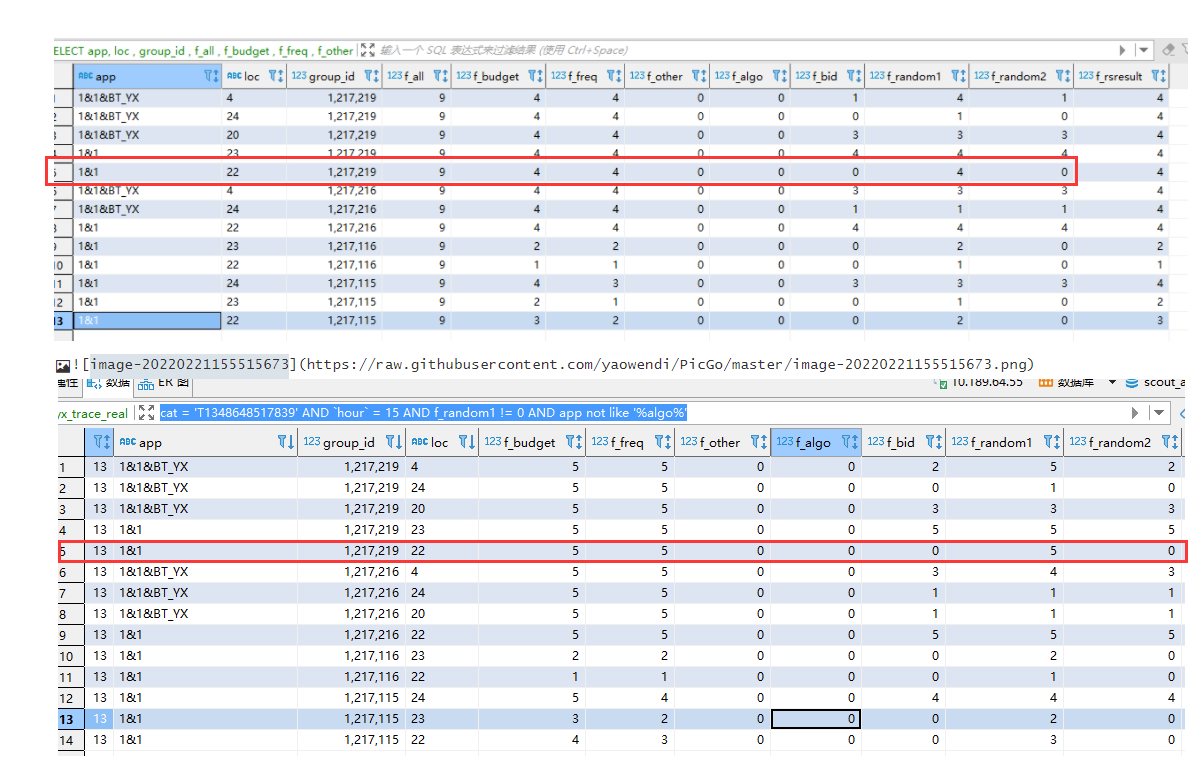 ELECT app, loc , group_id , f_all , f_budget , f_freq , f_other 输入一个 SQL 表达式来过滤结果 (使用 Ctrl+Space)
ABC app ABC loc 123 group_id 123 f_all 123 f_budget 123 f_freq 123 f_other 123 f_algo 123 f_bid 123 f_random1 123 f_random2 123 f_rsresult
1 1&1&BT_YX 4 1,217,219 9 4 4 0 0 1 4 1 4
2 1&1&BT_YX 24 1,217,219 9 4 4 0 0 0 1 0 4
3 1&1&BT_YX 20 1,217,219 9 4 4 0 0 3 3 3 4
4 1&1 23 1,217,219 9 4 4 0 0 4 4 4 4
5 1&1 22 1,217,219 9 4 4 0 0 0 4 0 4
6 1&1&BT_YX 4 1,217,216 9 4 4 0 0 3 3 3 4
7 1&1&BT_YX 24 1,217,216 9 4 4 0 0 1 1 1 4
8 1&1 22 1,217,216 9 4 4 0 0 4 4 4 4
9 1&1 23 1,217,116 9 2 2 0 0 0 2 0 2
10 1&1 22 1,217,116 9 1 1 0 0 0 1 0 1
11 1&1 24 1,217,115 9 4 3 0 0 3 3 3 4
12 1&1 23 1,217,115 9 2 1 0 0 0 1 0 2
13 1&1 22 1,217,115 9 3 2 0 0 0 2 0 3
![image-20220221155515673](https://raw.githubusercontent.com/yaowendi/PicGo/master/image-20220221155515673.png)
属性 数据 ER 图 10.189.64.55 数据库 scout_a
yx_trace_real cat = 'T1348648517839' AND `hour` = 15 AND f_random1 != 0 AND app not like '%algo%'
ABC app 123 group_id ABC loc 123 f_budget 123 f_freq 123 f_other 123 f_algo 123 f_bid 123 f_random1 123 f_random2
1 13 1&1&BT_YX 1,217,219 4 5 5 0 0 2 5 2
2 13 1&1&BT_YX 1,217,219 24 5 5 0 0 0 1 0
3 13 1&1&BT_YX 1,217,219 20 5 5 0 0 3 3 3
4 13 1&1 1,217,219 23 5 5 0 0 5 5 5
5 13 1&1 1,217,219 22 5 5 0 0 0 5 0
6 13 1&1&BT_YX 1,217,216 4 5 5 0 0 3 4 3
7 13 1&1&BT_YX 1,217,216 24 5 5 0 0 1 1 1
8 13 1&1&BT_YX 1,217,216 20 5 5 0 0 1 1 1
9 13 1&1 1,217,216 22 5 5 0 0 5 5 5
10 13 1&1 1,217,116 23 2 2 0 0 0 2 0
11 13 1&1 1,217,116 22 1 1 0 0 0 1 0
12 13 1&1 1,217,115 24 5 4 0 0 4 4 4
13 13 1&1 1,217,115 23 3 2 0 0 0 2 0
14 13 1&1 1,217,115 22 4 3 0 0 0 3 0